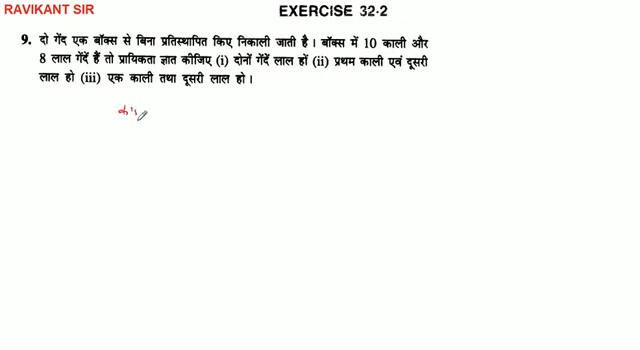 RAVIKANT SIR
EXERCISE 32·2
9. दो गेंद एक बॉक्स से बिना प्रतिस्थापित किए निकाली जाती है। बॉक्स में 10 काली और
8 लाल गेंदें हैं तो प्रायिकता ज्ञात कीजिए (i) दोनों गेंदें लाल हों (ii) प्रथम काली एवं दूसरी
लाल हो (iii) एक काली तथा दूसरी लाल हो।